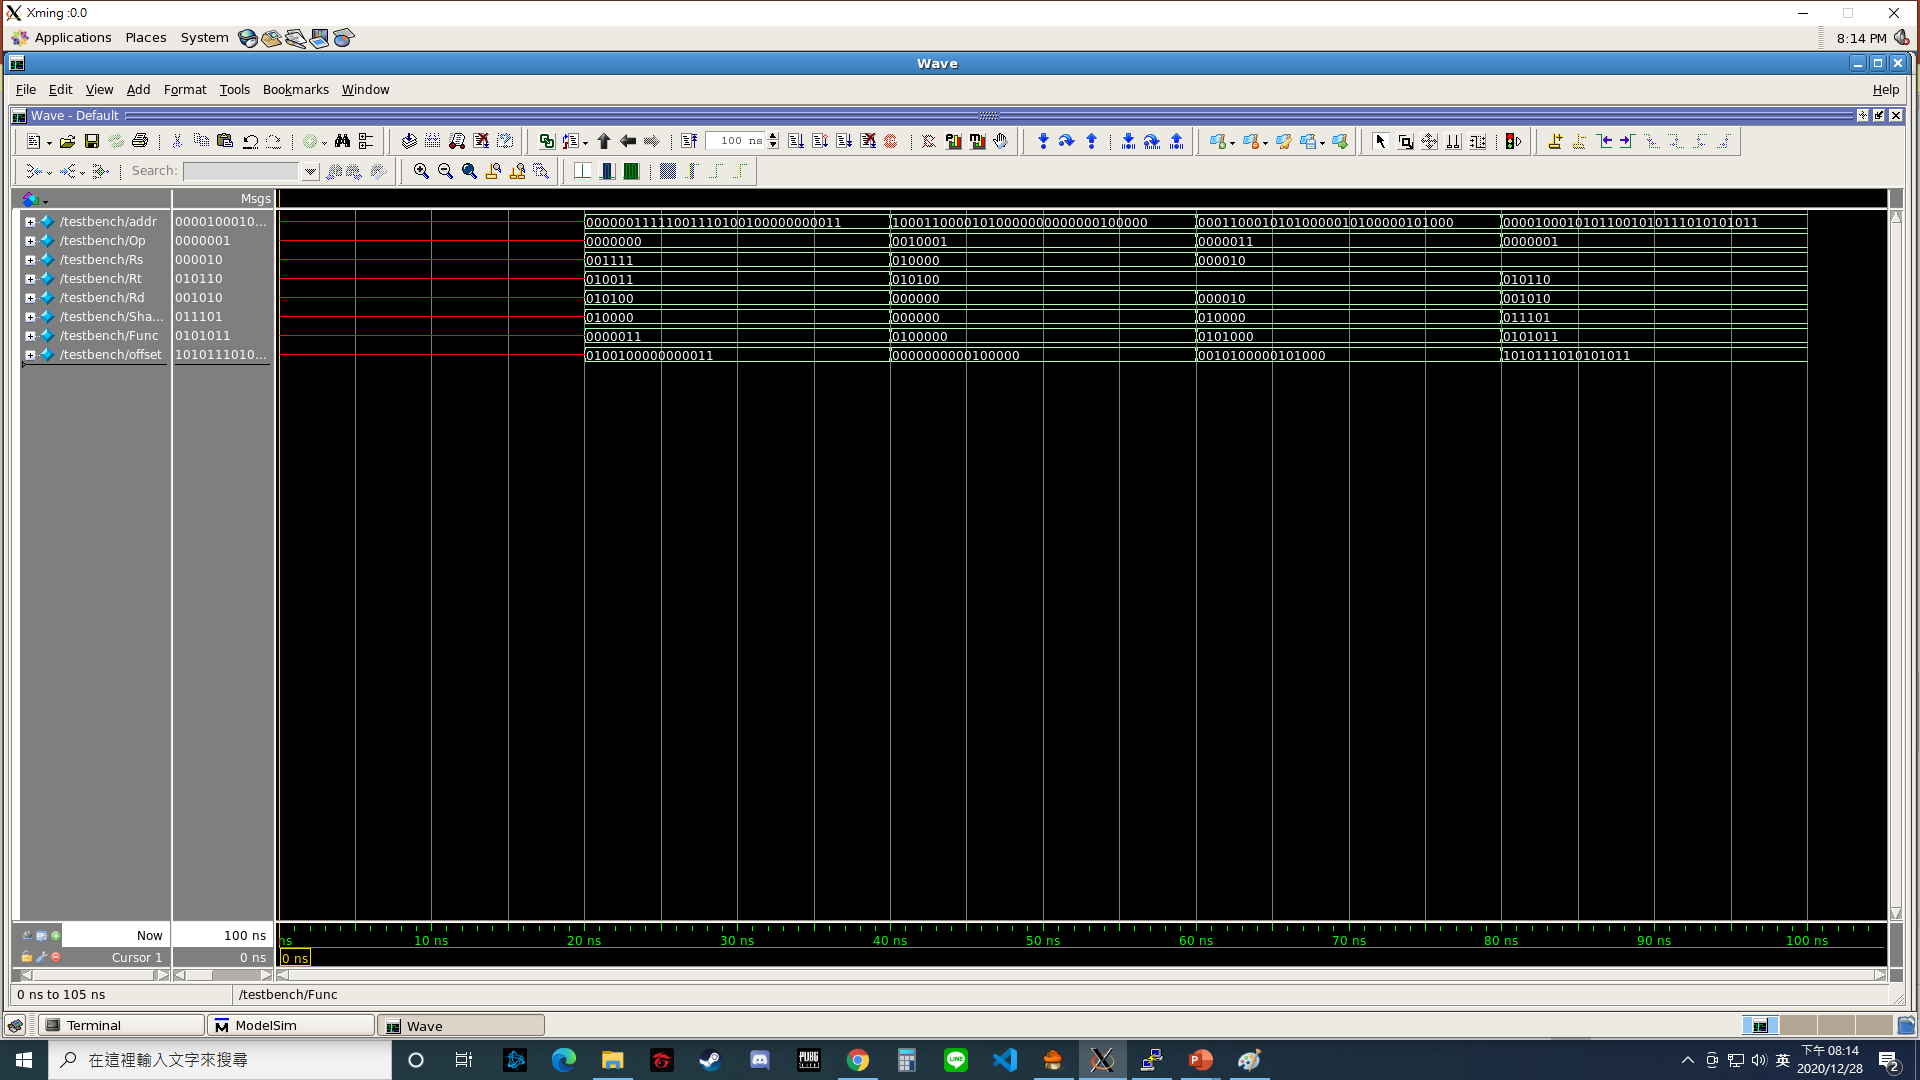 Xming :0.0
Applications Places System 8:14 PM
Wave
File Edit View Add Format Tools Bookmarks Window Help
Wave - Default
100 ns
Search:
Msgs
/testbench/addr 0000100010... 00000011111001110100100000000011 10001100001010000000000000100000 00011000101010000010100000101000 00001000101011001010111010101011
/testbench/Op 0000001 0000000 0010001 0000011 0000001
/testbench/Rs 000010 001111 010000 000010
/testbench/Rt 010110 010011 010100 010110
/testbench/Rd 001010 010100 000000 000010 001010
/testbench/Sha... 011101 010000 000000 010000 011101
/testbench/Func 0101011 0000011 0100000 0101000 0101011
/testbench/offset 1010111010... 0100100000000011 0000000000100000 0010100000101000 1010111010101011
Now 100 ns ns 10 ns 20 ns 30 ns 40 ns 50 ns 60 ns 70 ns 80 ns 90 ns 100 ns
Cursor 1 0 ns 0 ns
0 ns to 105 ns /testbench/Func
Terminal ModelSim Wave
在這裡輸入文字來搜尋 PUBG 英 下午 08:14
2020/12/28 2